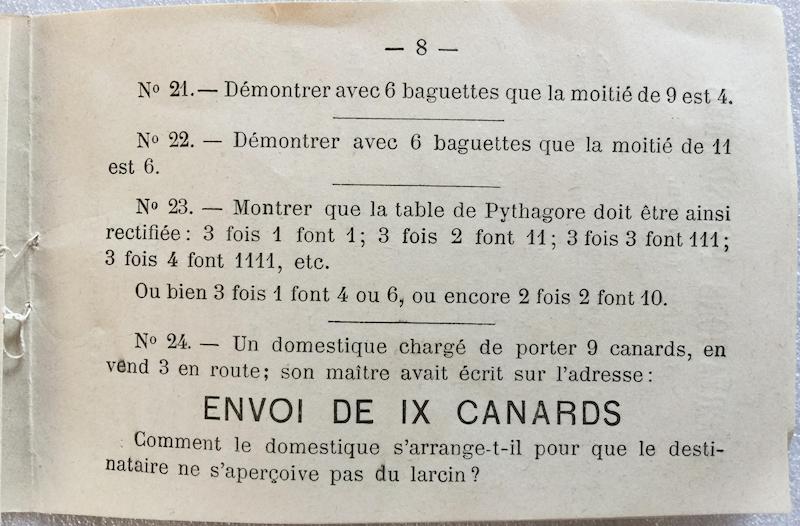 — 8 —
Nº 21. — Démontrer avec 6 baguettes que la moitié de 9 est 4.
Nº 22. — Démontrer avec 6 baguettes que la moitié de 11
est 6.
Nº 23. — Montrer que la table de Pythagore doit être ainsi
rectifiée : 3 fois 1 font 1 ; 3 fois 2 font 11 ; 3 fois 3 font 111 ;
3 fois 4 font 1111, etc.
Ou bien 3 fois 1 font 4 ou 6, ou encore 2 fois 2 font 10.
Nº 24. — Un domestique chargé de porter 9 canards, en
vend 3 en route ; son maître avait écrit sur l'adresse :
ENVOI DE IX CANARDS
Comment le domestique s'arrange-t-il pour que le desti-
nataire ne s'aperçoive pas du larcin ?